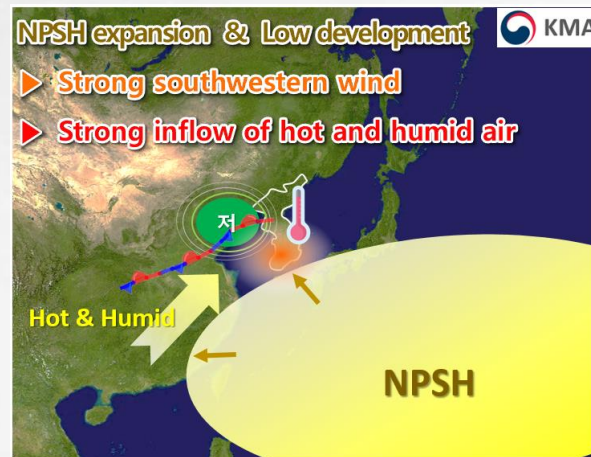 NPSH expansion & Low development
KMA
Strong southwestern wind
Strong inflow of hot and humid air
저
Hot & Humid
NPSH